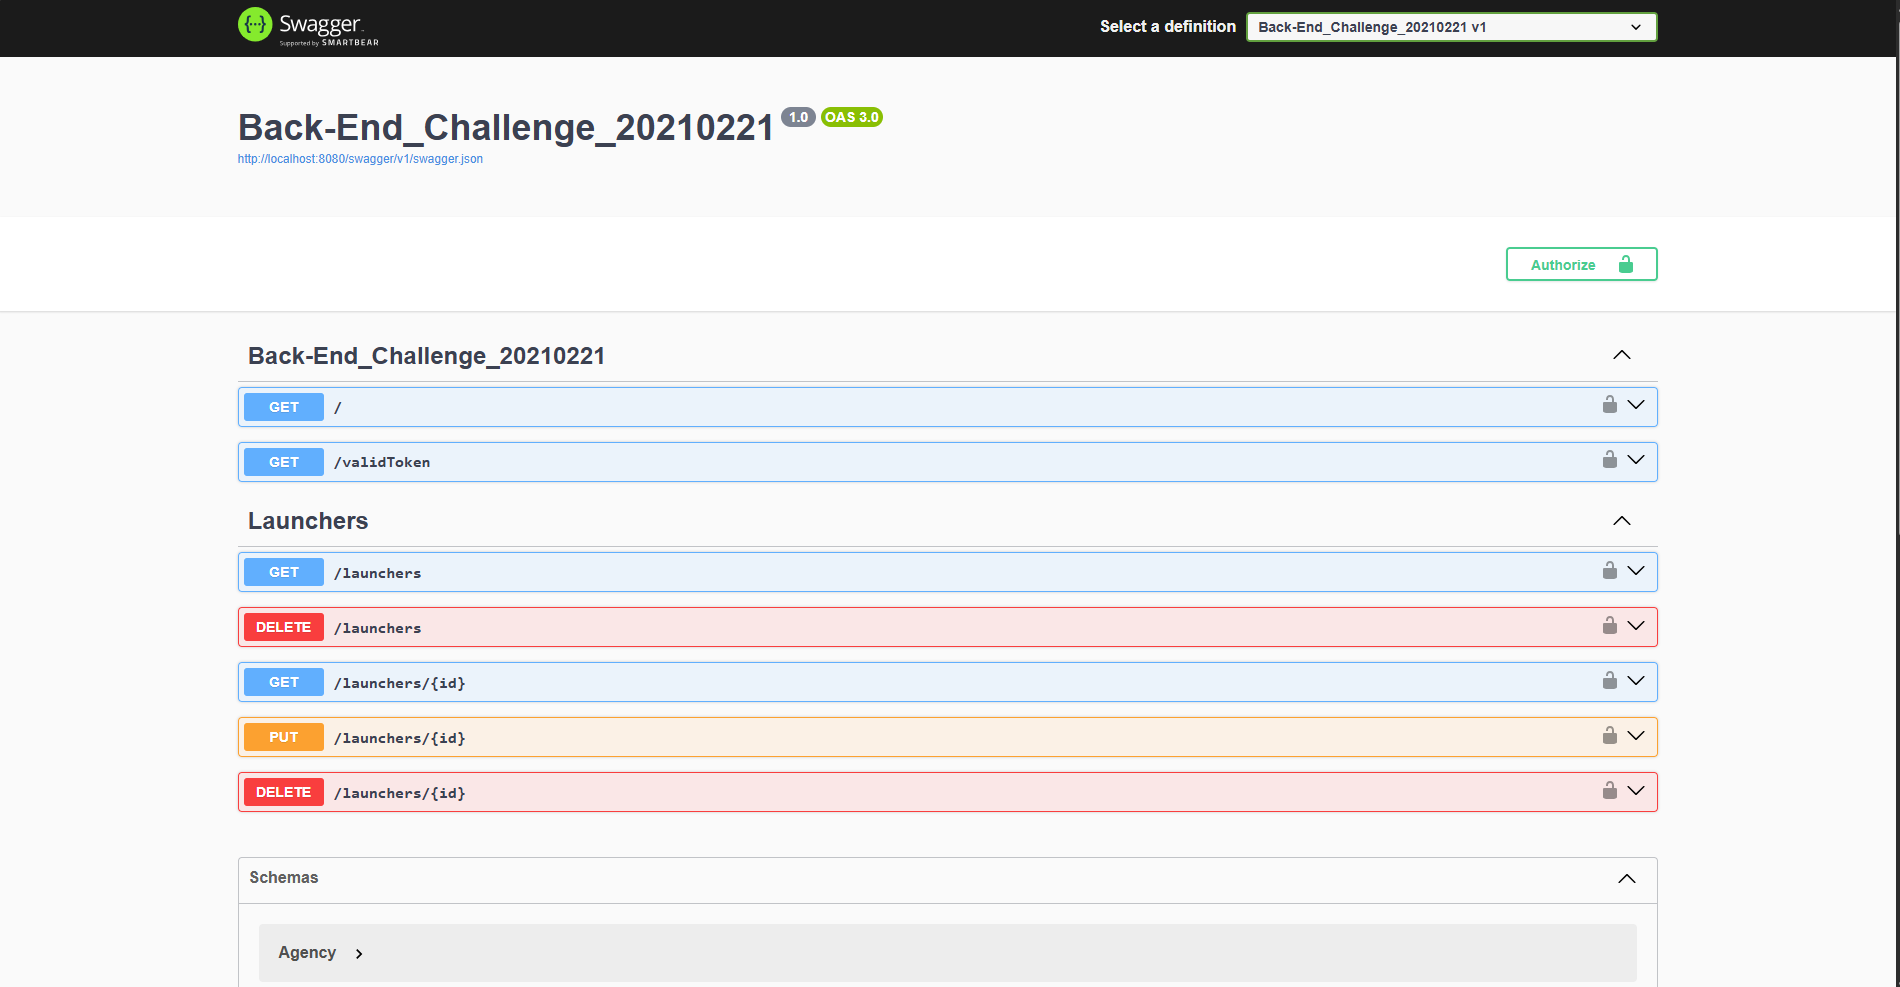 Swagger
Supported by SMARTBEAR
Select a definition
Back-End_Challenge_20210221 v1
Back-End_Challenge_20210221 1.0 OAS 3.0
http://localhost:8080/swagger/v1/swagger.json
Authorize
Back-End_Challenge_20210221
GET /
GET /validToken
Launchers
GET /launchers
DELETE /launchers
GET /launchers/{id}
PUT /launchers/{id}
DELETE /launchers/{id}
Schemas
Agency